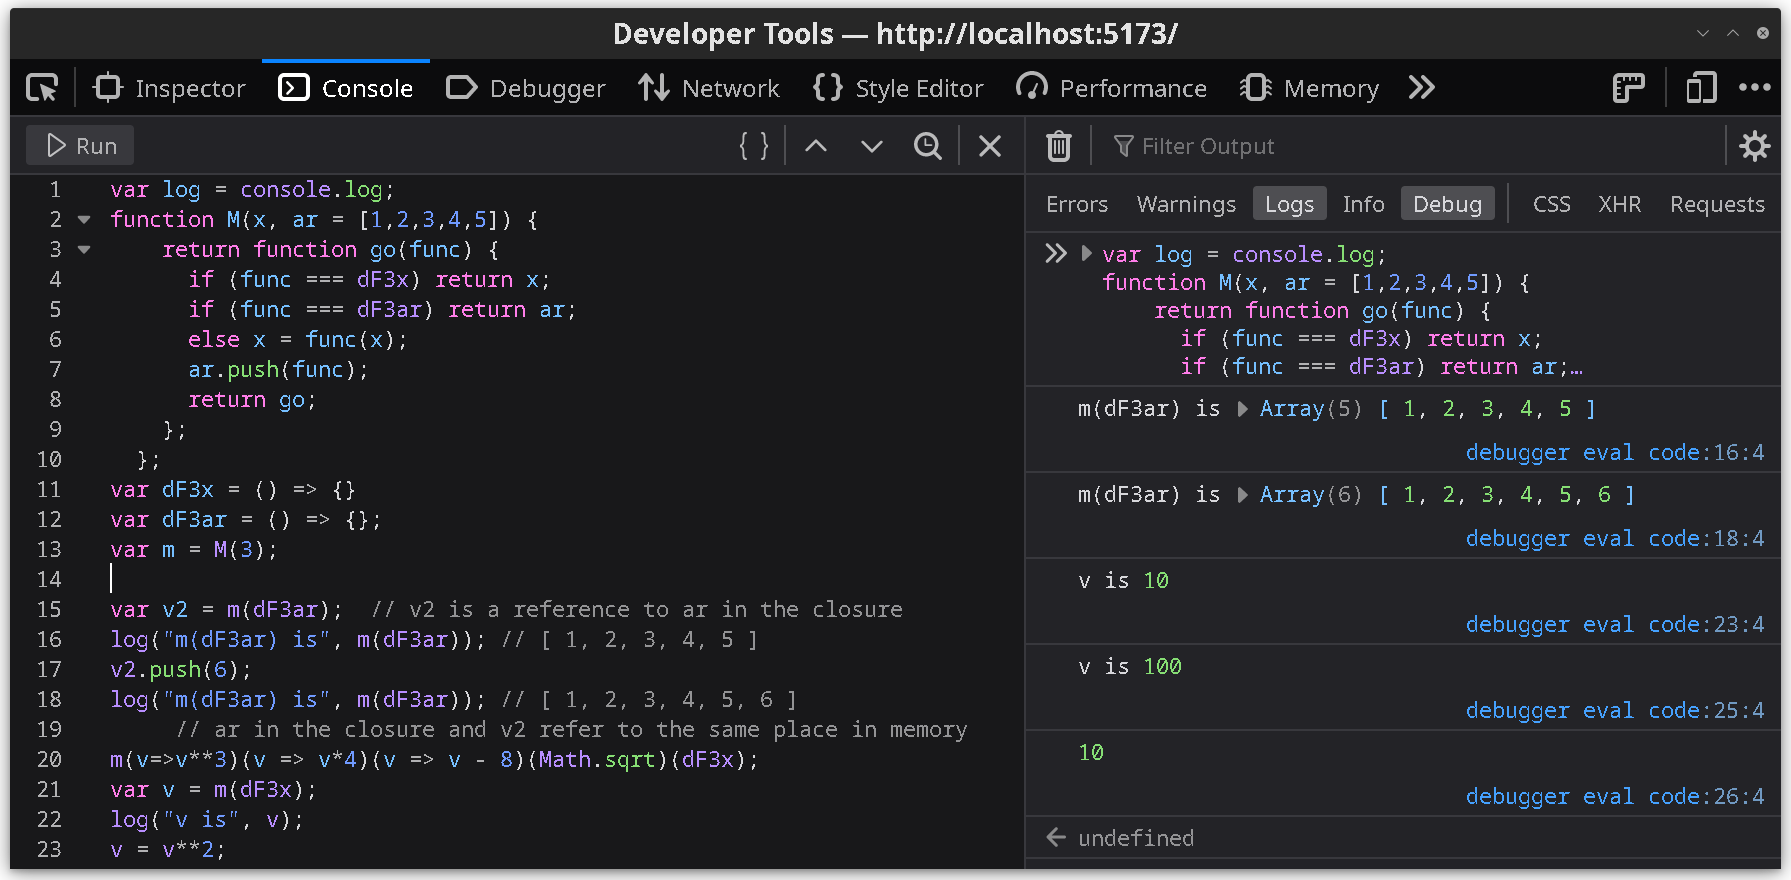 Developer Tools — http://localhost:5173/
Inspector Console Debugger Network Style Editor Performance Memory
Run
Filter Output
Errors Warnings Logs Info Debug CSS XHR Requests
1 var log = console.log;
2 function M(x, ar = [1,2,3,4,5]) {
3 return function go(func) {
4 if (func === dF3x) return x;
5 if (func === dF3ar) return ar;
6 else x = func(x);
7 ar.push(func);
8 return go;
9 };
10 };
11 var dF3x = () => {}
12 var dF3ar = () => {};
13 var m = M(3);
14
15 var v2 = m(dF3ar);  // v2 is a reference to ar in the closure
16 log("m(dF3ar) is", m(dF3ar)); // [ 1, 2, 3, 4, 5 ]
17 v2.push(6);
18 log("m(dF3ar) is", m(dF3ar)); // [ 1, 2, 3, 4, 5, 6 ]
19 // ar in the closure and v2 refer to the same place in memory
20 m(v=>v**3)(v => v*4)(v => v - 8)(Math.sqrt)(dF3x);
21 var v = m(dF3x);
22 log("v is", v);
23 v = v**2;
var log = console.log;
function M(x, ar = [1,2,3,4,5]) {
return function go(func) {
if (func === dF3x) return x;
if (func === dF3ar) return ar;…
m(dF3ar) is Array(5) [ 1, 2, 3, 4, 5 ]
debugger eval code:16:4
m(dF3ar) is Array(6) [ 1, 2, 3, 4, 5, 6 ]
debugger eval code:18:4
v is 10
debugger eval code:23:4
v is 100
debugger eval code:25:4
10
debugger eval code:26:4
undefined